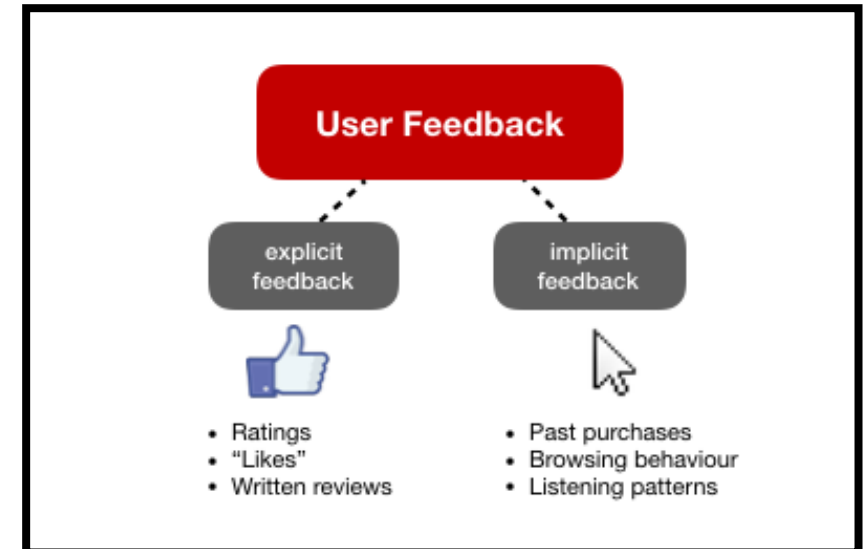 User Feedback
explicit
feedback
implicit
feedback
• Ratings
• “Likes”
• Written reviews
• Past purchases
• Browsing behaviour
• Listening patterns